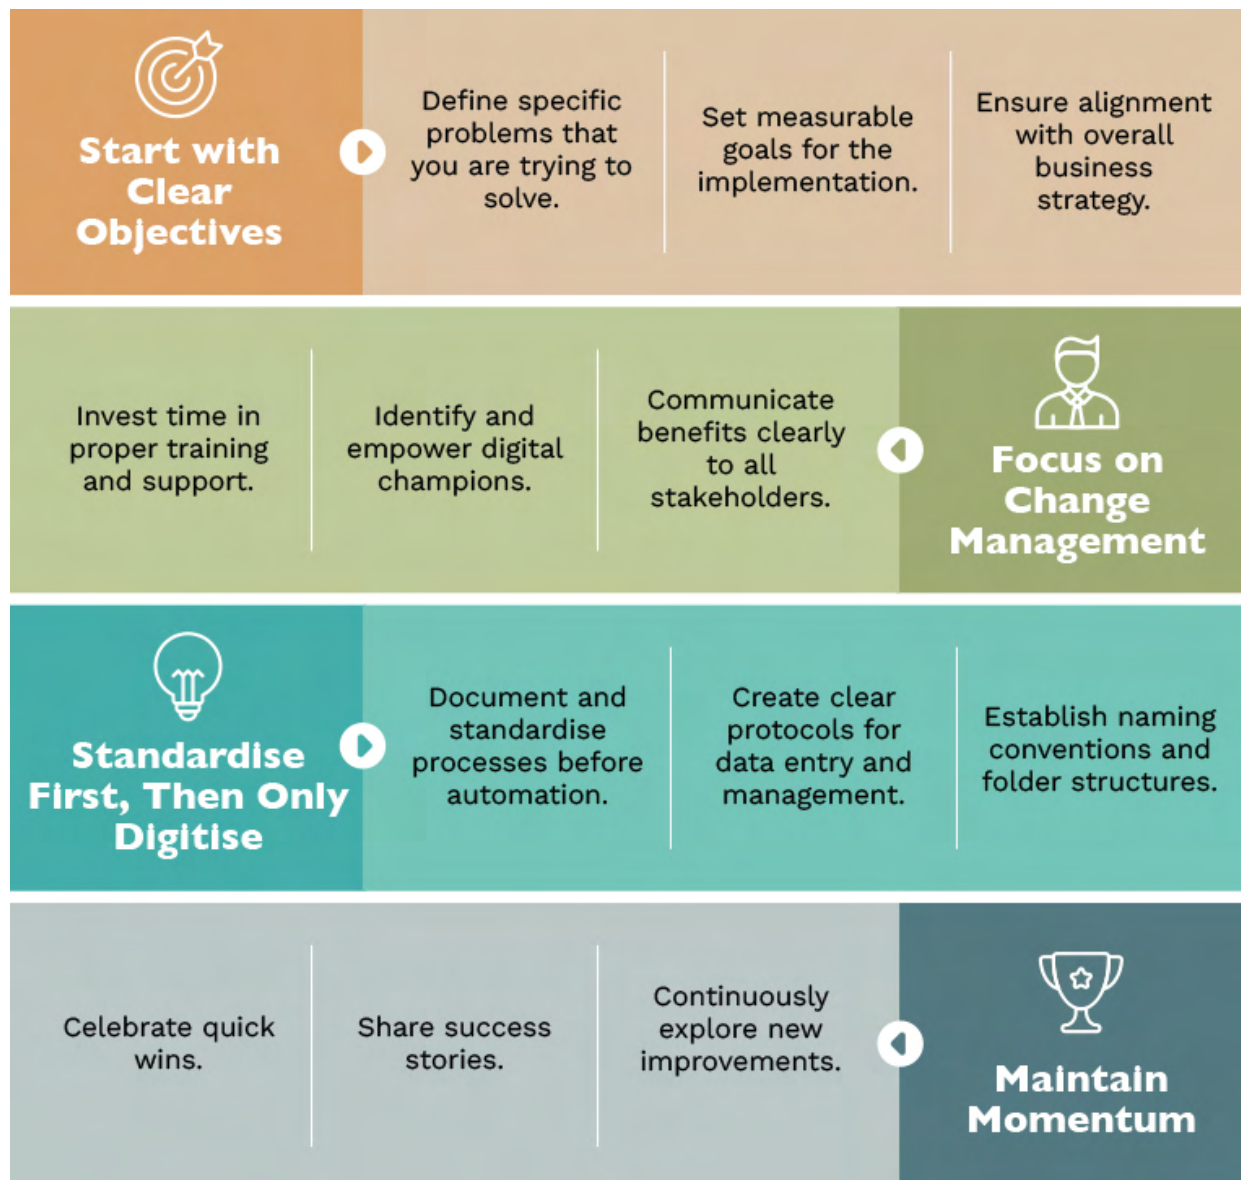 Start with
Clear
Objectives
Define specific
problems that
you are trying to
solve.
Set measurable
goals for the
implementation.
Ensure alignment
with overall
business
strategy.
Invest time in
proper training
and support.
Identify and
empower digital
champions.
Communicate
benefits clearly
to all
stakeholders.
Focus on
Change
Management
Standardise
First, Then Only
Digitise
Document and
standardise
processes before
automation.
Create clear
protocols for
data entry and
management.
Establish naming
conventions and
folder structures.
Celebrate quick
wins.
Share success
stories.
Continuously
explore new
improvements.
Maintain
Momentum